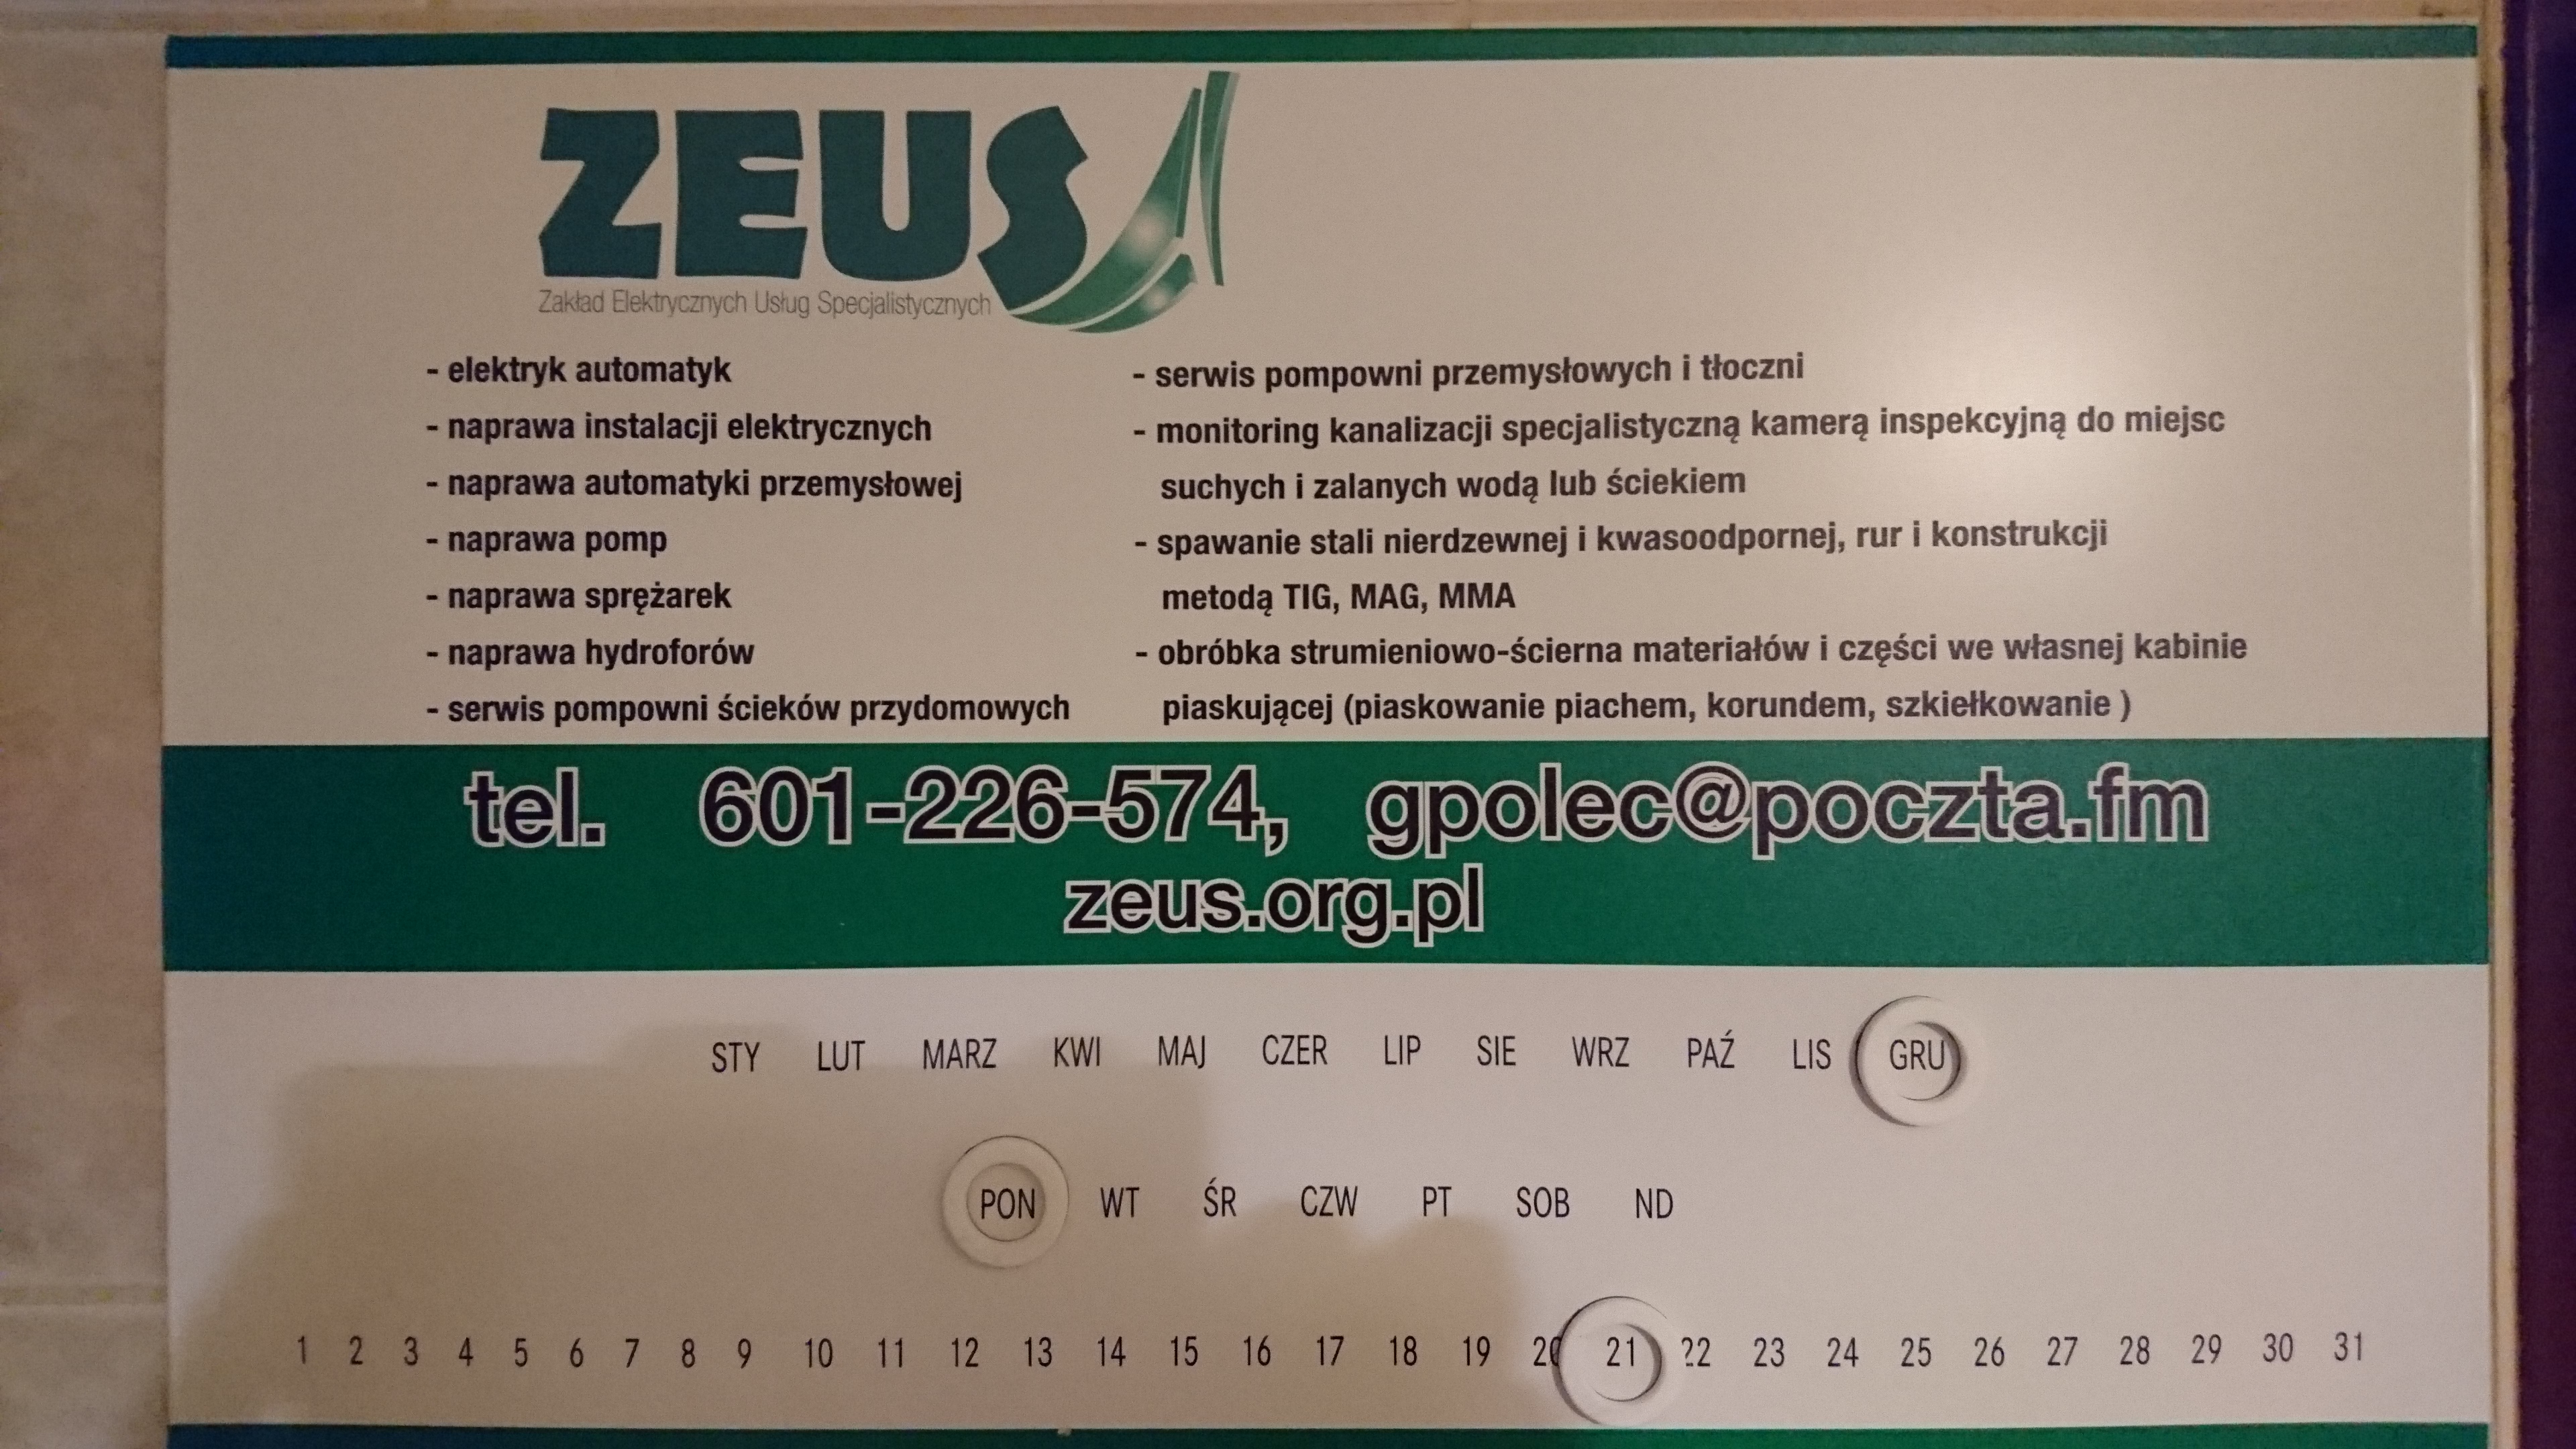 ZEUS
Zakład Elektrycznych Usług Specjalistycznych
- elektryk automatyk
- naprawa instalacji elektrycznych
- naprawa automatyki przemysłowej
- naprawa pomp
- naprawa sprężarek
- naprawa hydroforów
- serwis pompowni ścieków przydomowych
- serwis pompowni przemysłowych i tłoczni
- monitoring kanalizacji specjalistyczną kamerą inspekcyjną do miejsc
suchych i zalanych wodą lub ściekiem
- spawanie stali nierdzewnej i kwasoodpornej, rur i konstrukcji
metodą TIG, MAG, MMA
- obróbka strumieniowo-ścierna materiałów i części we własnej kabinie
piaskującej (piaskowanie piachem, korundem, szkiełkowanie )
tel. 601-226-574, gpolec@poczta.fm
zeus.org.pl
STY LUT MARZ KWI MAJ CZER LIP SIE WRZ PAŹ LIS GRU
PON WT ŚR CZW PT SOB ND
1 2 3 4 5 6 7 8 9 10 11 12 13 14 15 16 17 18 19 20 21 22 23 24 25 26 27 28 29 30 31